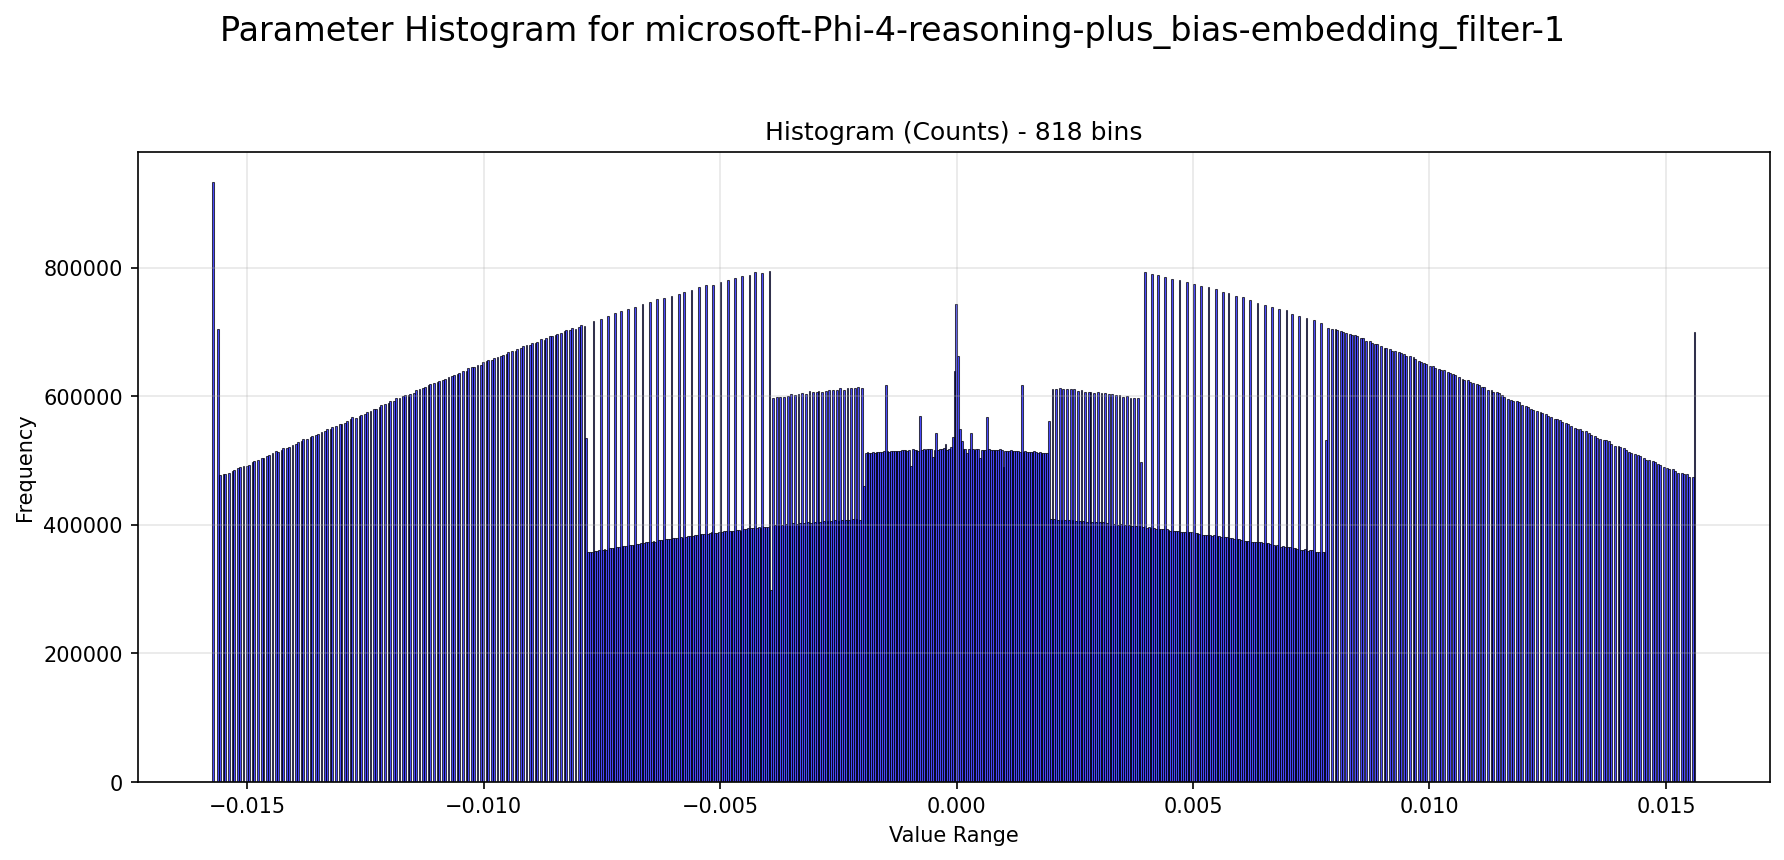 Parameter Histogram for microsoft-Phi-4-reasoning-plus_bias-embedding_filter-1
Histogram (Counts) - 818 bins
800000
600000
400000
200000
0
Frequency
−0.015 −0.010 −0.005 0.000 0.005 0.010 0.015
Value Range